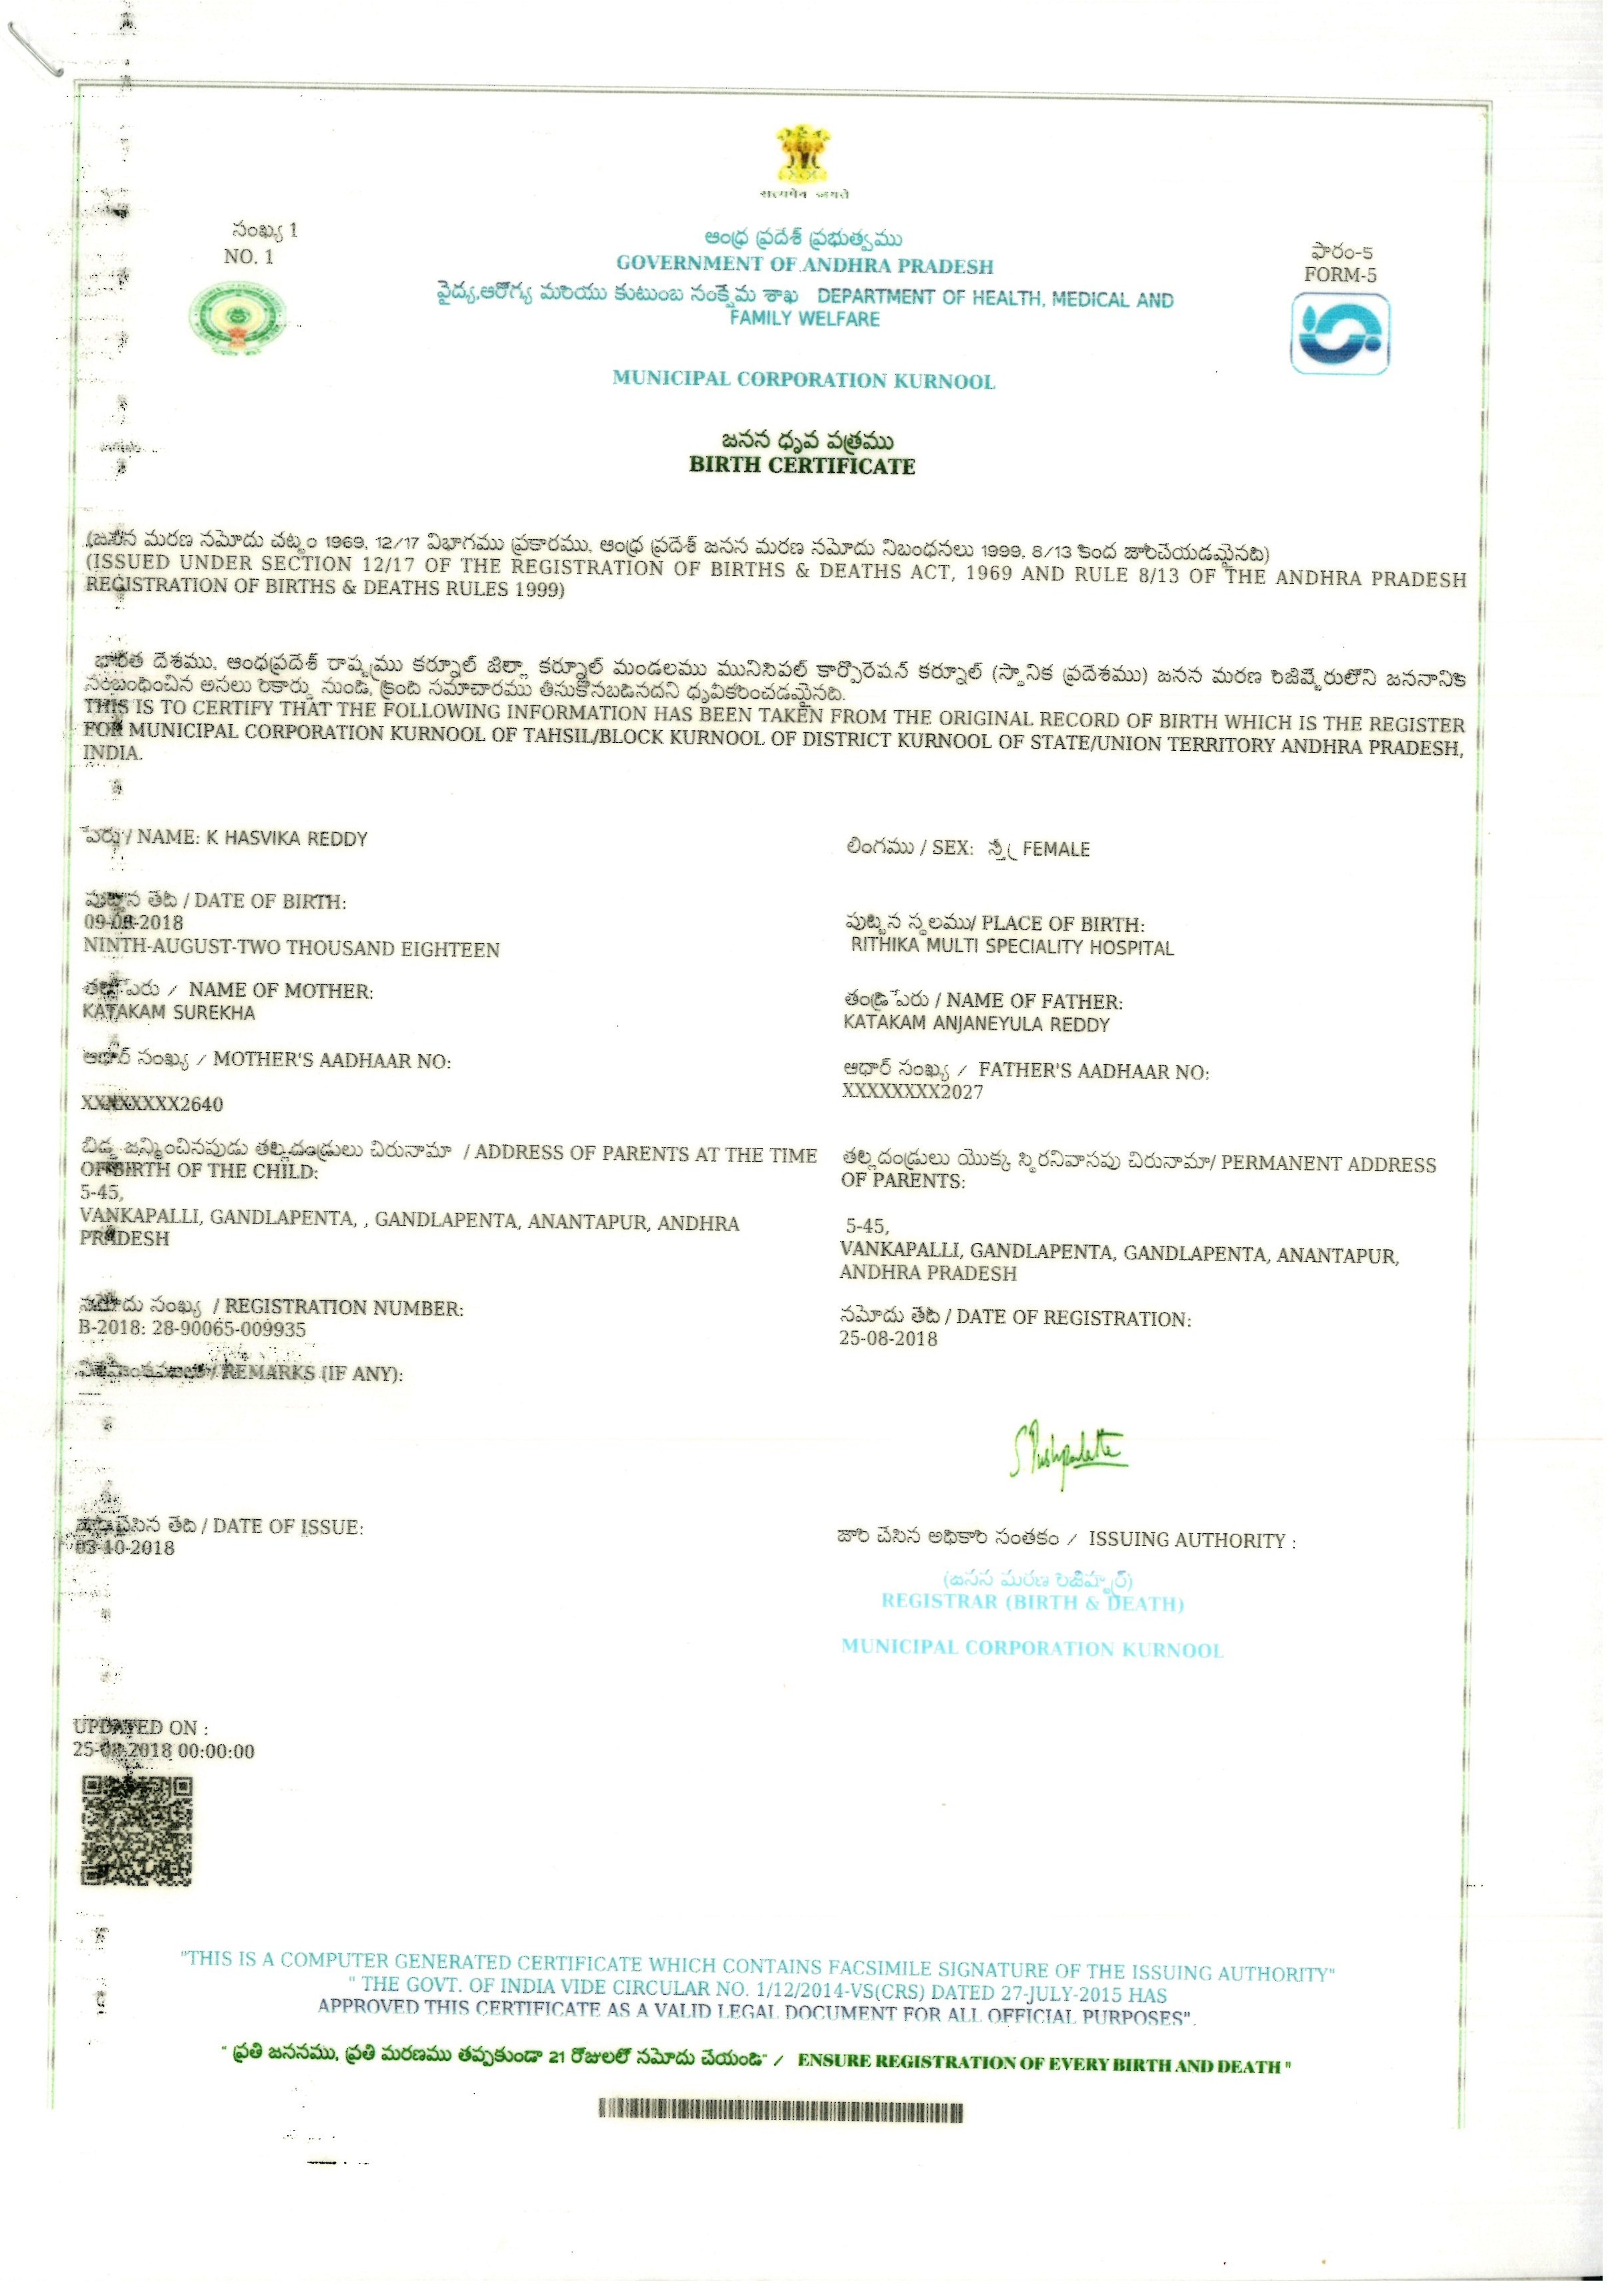 सत्यमेव जयते
సంఖ్య 1
NO. 1
ఆంధ్ర ప్రదేశ్ ప్రభుత్వము
GOVERNMENT OF ANDHRA PRADESH
ఫారం-5
FORM-5
వైద్య,ఆరోగ్య మరియు కుటుంబ సంక్షేమ శాఖ DEPARTMENT OF HEALTH, MEDICAL AND
FAMILY WELFARE
MUNICIPAL CORPORATION KURNOOL
జనన ధృవ పత్రము
BIRTH CERTIFICATE
(జనన మరణ నమోదు చట్టం 1969, 12/17 విభాగము ప్రకారము, ఆంధ్ర ప్రదేశ్ జనన మరణ నమోదు నిబంధనలు 1999, 8/13 కింద జారిచేయడమైనది)
(ISSUED UNDER SECTION 12/17 OF THE REGISTRATION OF BIRTHS & DEATHS ACT, 1969 AND RULE 8/13 OF THE ANDHRA PRADESH
REGISTRATION OF BIRTHS & DEATHS RULES 1999)
భారత దేశము, ఆంధ్రప్రదేశ్ రాష్ట్రము కర్నూల్ జిల్లా కర్నూల్ మండలము మునిసిపల్ కార్పొరేషన్ కర్నూల్ (స్థానిక ప్రదేశము) జనన మరణ రిజిష్టరులోని జననానికి
సంబంధించిన అసలు రికార్డు నుండి, క్రింది సమాచారము తీసుకొనబడినదని ధృవీకరించడమైనది.
THIS IS TO CERTIFY THAT THE FOLLOWING INFORMATION HAS BEEN TAKEN FROM THE ORIGINAL RECORD OF BIRTH WHICH IS THE REGISTER
FOR MUNICIPAL CORPORATION KURNOOL OF TAHSIL/BLOCK KURNOOL OF DISTRICT KURNOOL OF STATE/UNION TERRITORY ANDHRA PRADESH,
INDIA.
పేరు / NAME: K HASVIKA REDDY
లింగము / SEX: స్త్రీ FEMALE
పుట్టిన తేది / DATE OF BIRTH:
09-08-2018
NINTH-AUGUST-TWO THOUSAND EIGHTEEN
పుట్టిన స్థలము/ PLACE OF BIRTH:
RITHIKA MULTI SPECIALITY HOSPITAL
తల్లి పేరు / NAME OF MOTHER:
KATAKAM SUREKHA
తండ్రి పేరు / NAME OF FATHER:
KATAKAM ANJANEYULA REDDY
ఆధార్ సంఖ్య / MOTHER'S AADHAAR NO:
XXXXXXXX2640
ఆధార్ సంఖ్య / FATHER'S AADHAAR NO:
XXXXXXXX2027
బిడ్డ జన్మించినపుడు తల్లిదండ్రులు చిరునామా / ADDRESS OF PARENTS AT THE TIME
OF BIRTH OF THE CHILD:
5-45,
VANKAPALLI, GANDLAPENTA, , GANDLAPENTA, ANANTAPUR, ANDHRA
PRADESH
తల్లిదండ్రులు యొక్క స్థిరనివాసపు చిరునామా/ PERMANENT ADDRESS
OF PARENTS:
5-45,
VANKAPALLI, GANDLAPENTA, GANDLAPENTA, ANANTAPUR,
ANDHRA PRADESH
నమోదు సంఖ్య / REGISTRATION NUMBER:
B-2018: 28-90065-009935
నమోదు తేది / DATE OF REGISTRATION:
25-08-2018
/ REMARKS (IF ANY):
జారి చేసిన తేది / DATE OF ISSUE:
03-10-2018
జారి చేసిన అధికారి సంతకం / ISSUING AUTHORITY :
(జనన మరణ రిజిష్ట్రార్)
REGISTRAR (BIRTH & DEATH)
MUNICIPAL CORPORATION KURNOOL
UPDATED ON :
25-08-2018 00:00:00
"THIS IS A COMPUTER GENERATED CERTIFICATE WHICH CONTAINS FACSIMILE SIGNATURE OF THE ISSUING AUTHORITY"
" THE GOVT. OF INDIA VIDE CIRCULAR NO. 1/12/2014-VS(CRS) DATED 27-JULY-2015 HAS
APPROVED THIS CERTIFICATE AS A VALID LEGAL DOCUMENT FOR ALL OFFICIAL PURPOSES".
" ప్రతి జననము, ప్రతి మరణము తప్పకుండా 21 రోజులలో నమోదు చేయండి" / ENSURE REGISTRATION OF EVERY BIRTH AND DEATH "